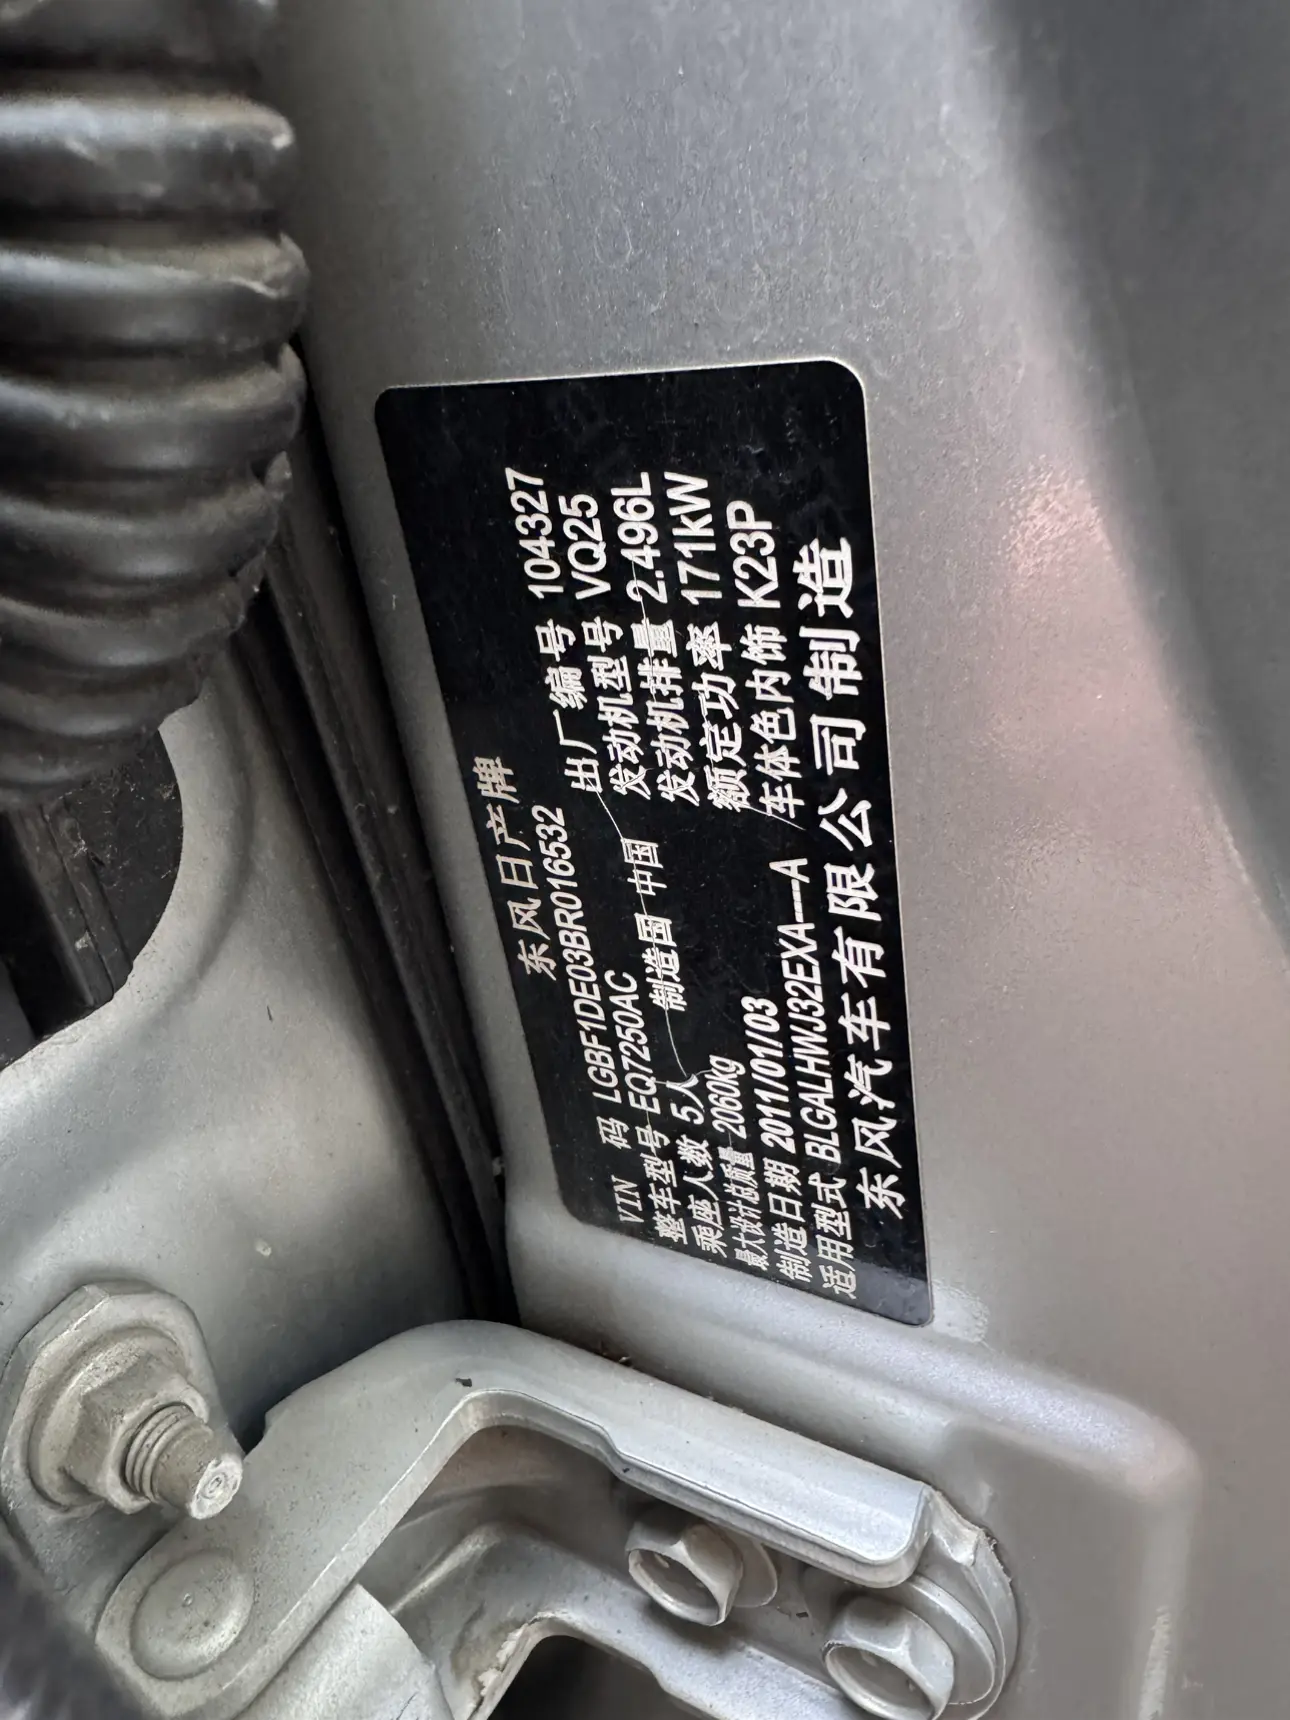 东风日产牌
VIN 码 LGBF1DE03BR016532 出厂编号 104327
整车型号 EQ7250AC 发动机型号 VQ25
乘座人数 5人 制造国 中国 发动机排量 2.496L
最大设计总质量 2060kg 额定功率 171kW
制造日期 2011/01/03 车体色内饰 K23P
适用型式 BLGALHWJ32EXA---A
东风汽车有限公司制造